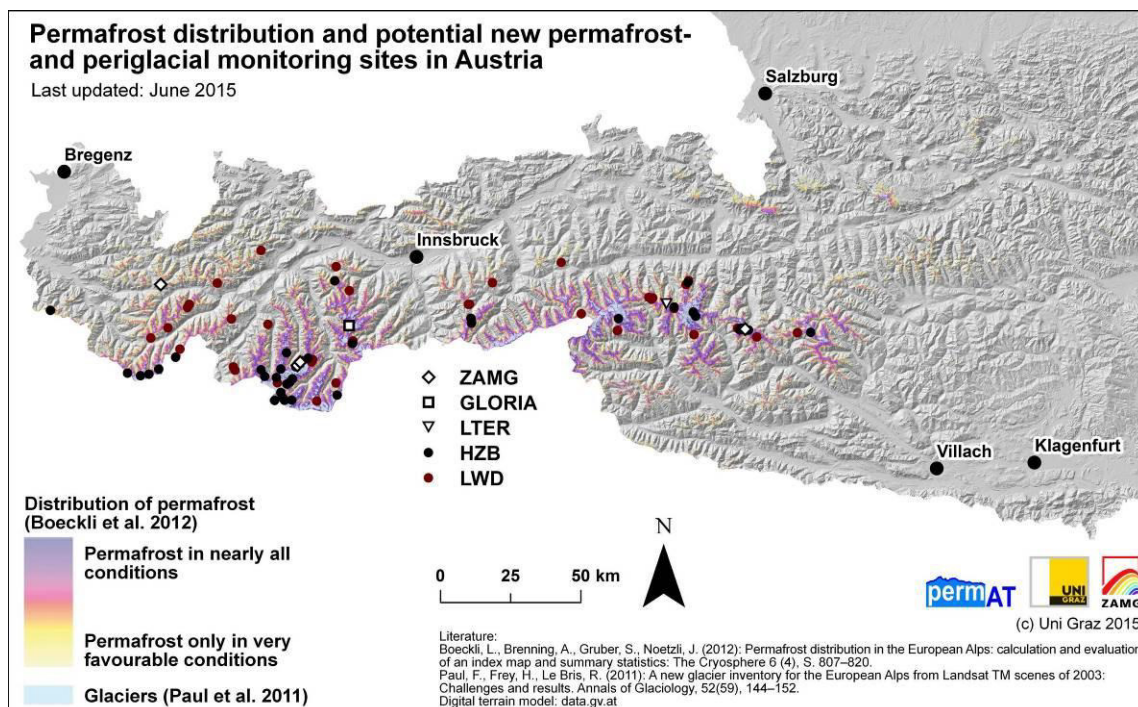 Permafrost distribution and potential new permafrost-
and periglacial monitoring sites in Austria
Last updated: June 2015
Salzburg
Bregenz
Innsbruck
ZAMG
GLORIA
LTER
HZB
LWD
Villach
Klagenfurt
Distribution of permafrost
(Boeckli et al. 2012)
Permafrost in nearly all
conditions
Permafrost only in very
favourable conditions
Glaciers (Paul et al. 2011)
N
0 25 50 km
permAT
UNI
GRAZ
ZAMG
(c) Uni Graz 2015
Literature:
Boeckli, L., Brenning, A., Gruber, S., Noetzli, J. (2012): Permafrost distribution in the European Alps: calculation and evaluation
of an index map and summary statistics: The Cryosphere 6 (4), S. 807–820.
Paul, F., Frey, H., Le Bris, R. (2011): A new glacier inventory for the European Alps from Landsat TM scenes of 2003:
Challenges and results. Annals of Glaciology, 52(59), 144–152.
Digital terrain model: data.gv.at